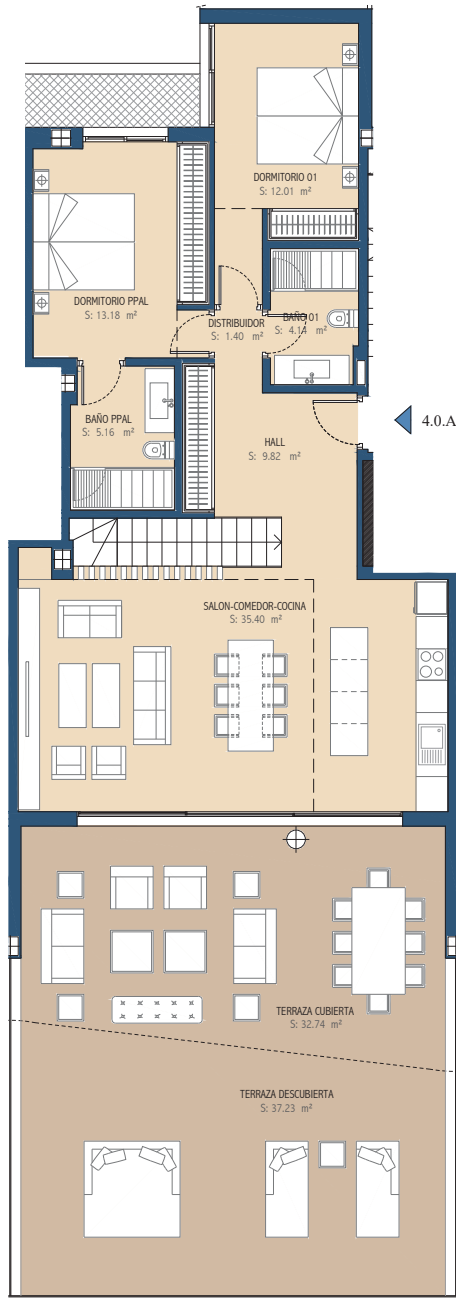 DORMITORIO 01
S: 12.01 m²
DORMITORIO PPAL
S: 13.18 m²
DISTRIBUIDOR
S: 1.40 m²
BAÑO 01
S: 4.14 m²
BAÑO PPAL
S: 5.16 m²
HALL
S: 9.82 m²
4.0.A
SALON-COMEDOR-COCINA
S: 35.40 m²
TERRAZA CUBIERTA
S: 32.74 m²
TERRAZA DESCUBIERTA
S: 37.23 m²